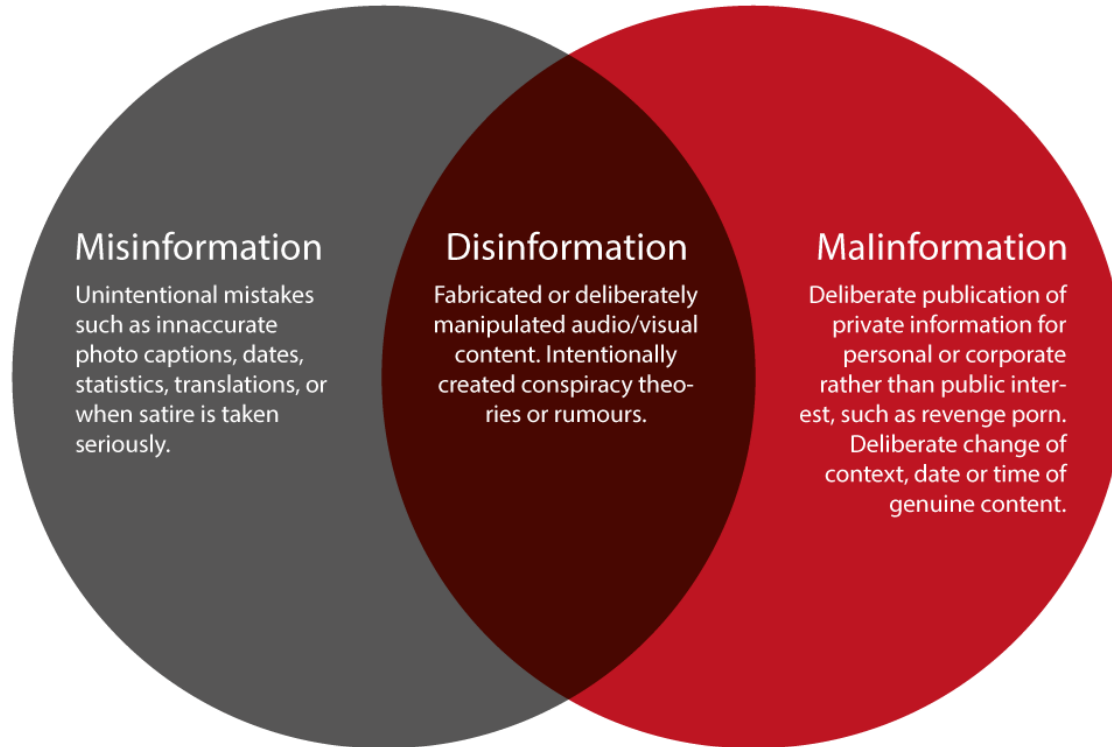 Misinformation
Unintentional mistakes
such as innaccurate
photo captions, dates,
statistics, translations, or
when satire is taken
seriously.
Disinformation
Fabricated or deliberately
manipulated audio/visual
content. Intentionally
created conspiracy theo-
ries or rumours.
Malinformation
Deliberate publication of
private information for
personal or corporate
rather than public inter-
est, such as revenge porn.
Deliberate change of
context, date or time of
genuine content.